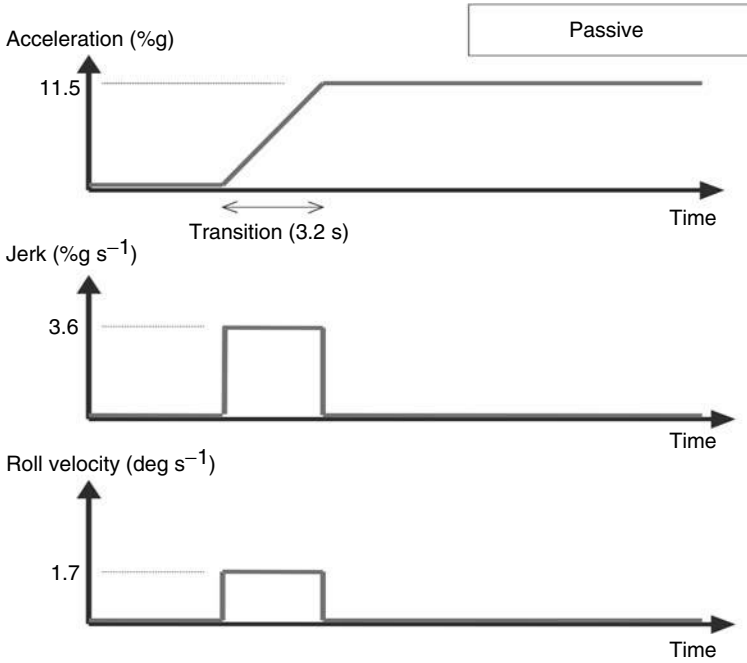 Passive
Acceleration (%g)
11.5
Time
Transition (3.2 s)
Jerk (%g s⁻¹)
3.6
Time
Roll velocity (deg s⁻¹)
1.7
Time